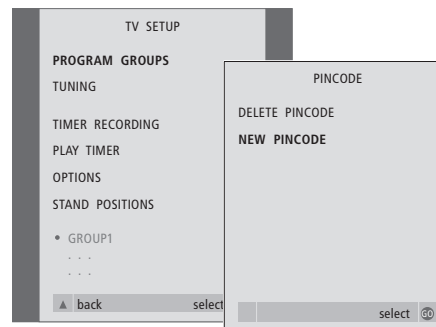 TV SETUP
PROGRAM GROUPS
TUNING
TIMER RECORDING
PLAY TIMER
OPTIONS
STAND POSITIONS
• GROUP1
. . .
. . .
▲ back select
PINCODE
DELETE PINCODE
NEW PINCODE
select GO